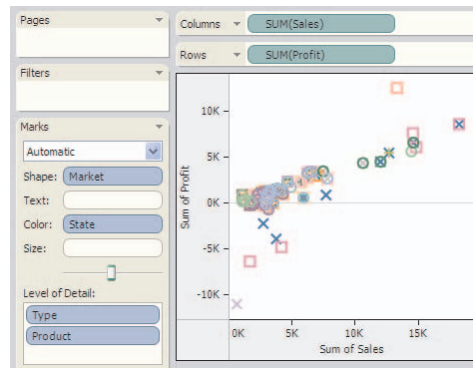 Pages
Filters
Marks
Automatic
Shape: Market
Text:
Color: State
Size:
Level of Detail:
Type
Product
Columns SUM(Sales)
Rows SUM(Profit)
Sum of Profit
10K
5K
0K
-5K
-10K
0K 5K 10K 15K
Sum of Sales